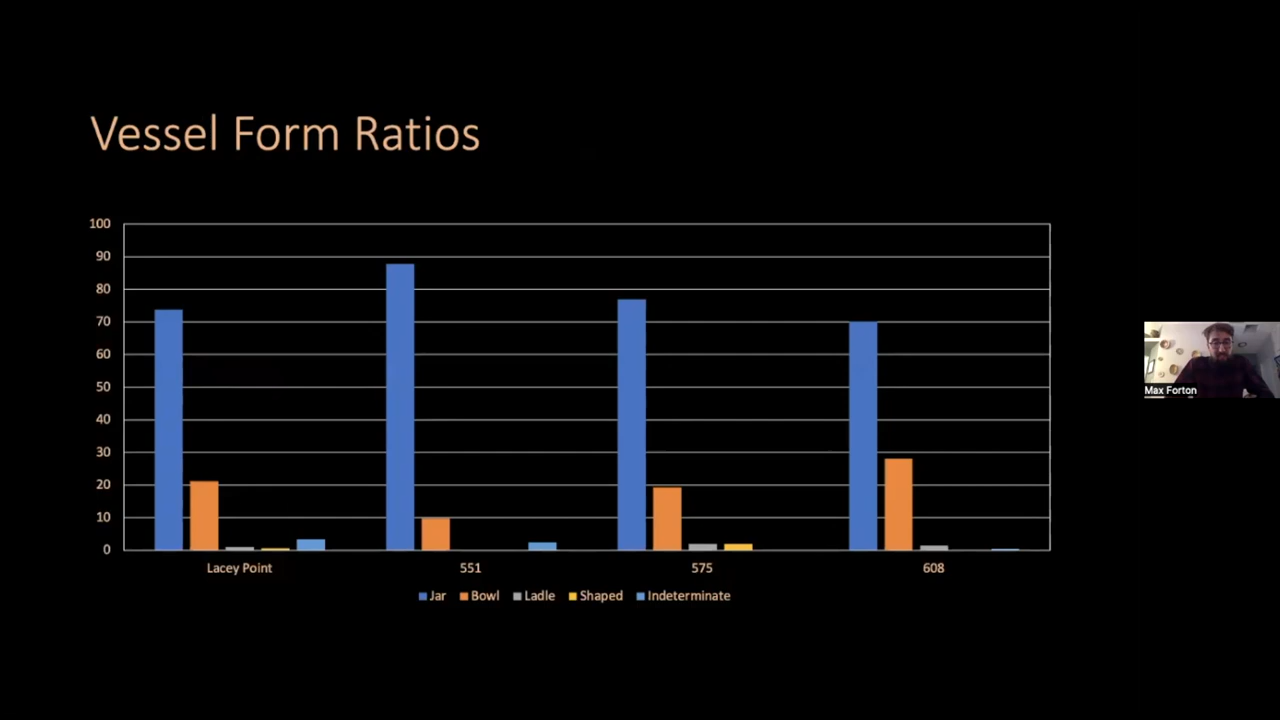 Vessel Form Ratios
100
90
80
70
60
50
40
30
20
10
0
Lacey Point 551 575 608
Jar Bowl Ladle Shaped Indeterminate
Max Forton